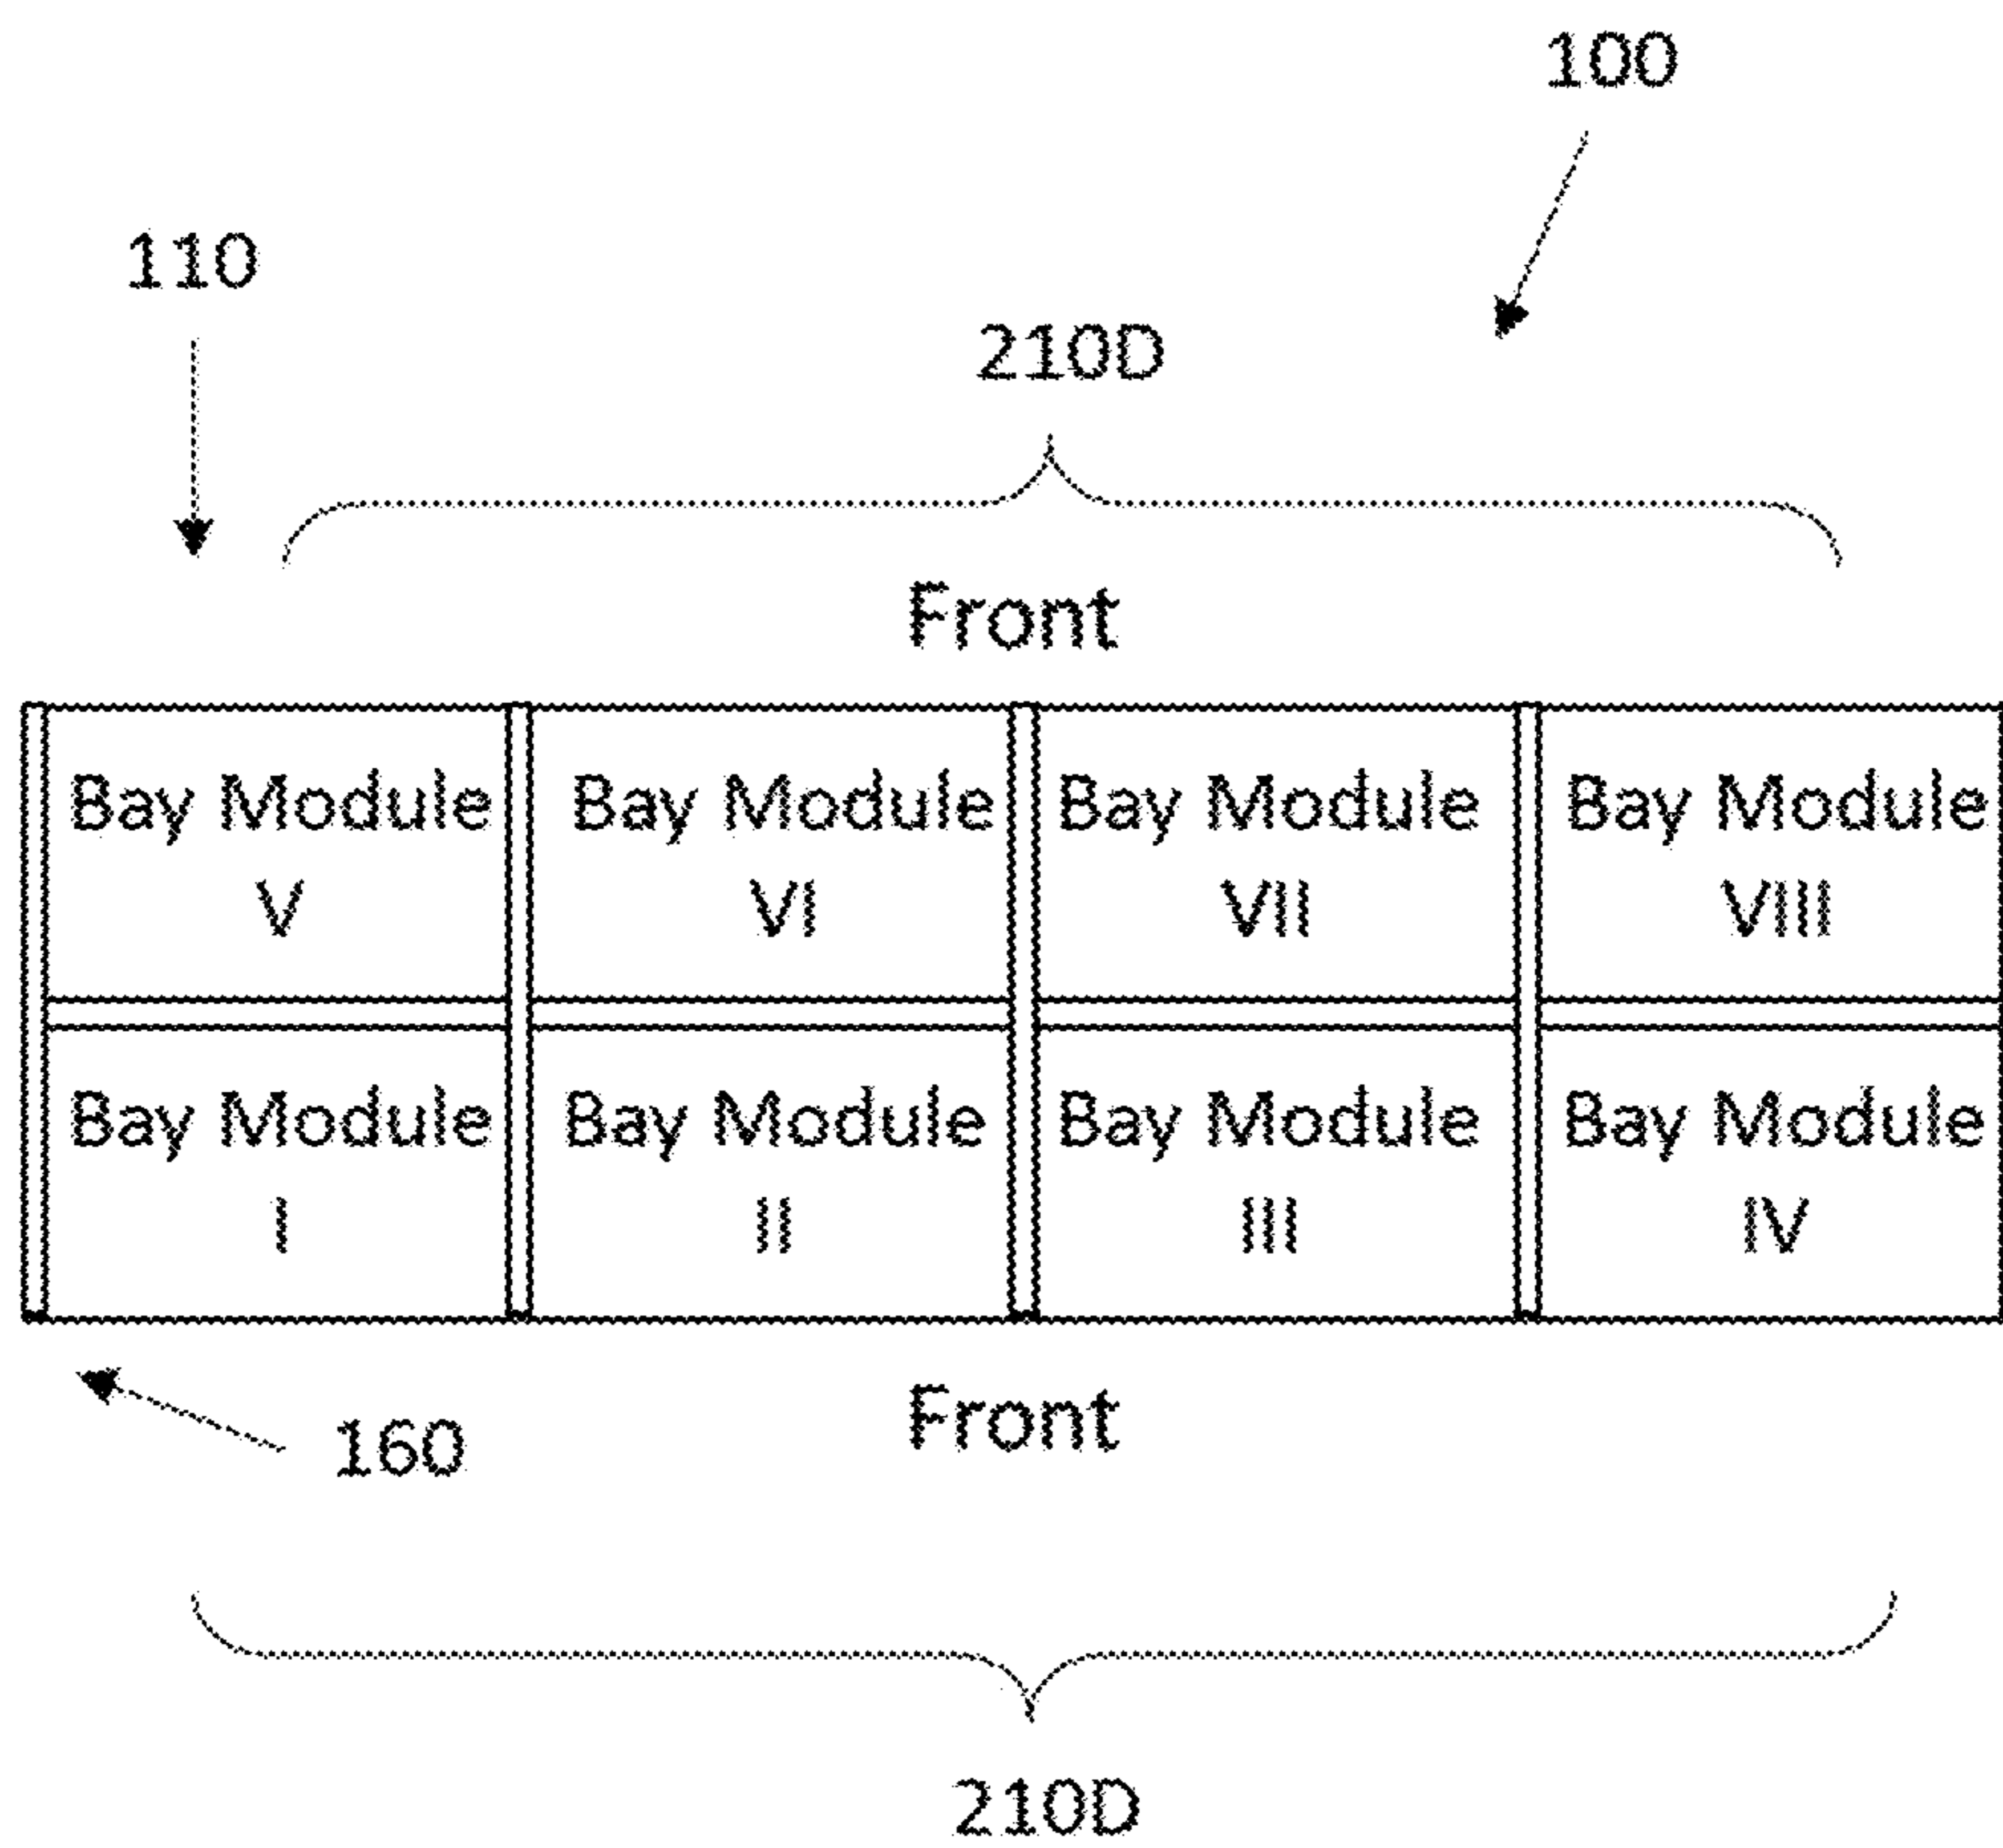 100
110
210D
Front
Bay Module
V
Bay Module
VI
Bay Module
VII
Bay Module
VIII
Bay Module
I
Bay Module
II
Bay Module
III
Bay Module
IV
160
Front
210D